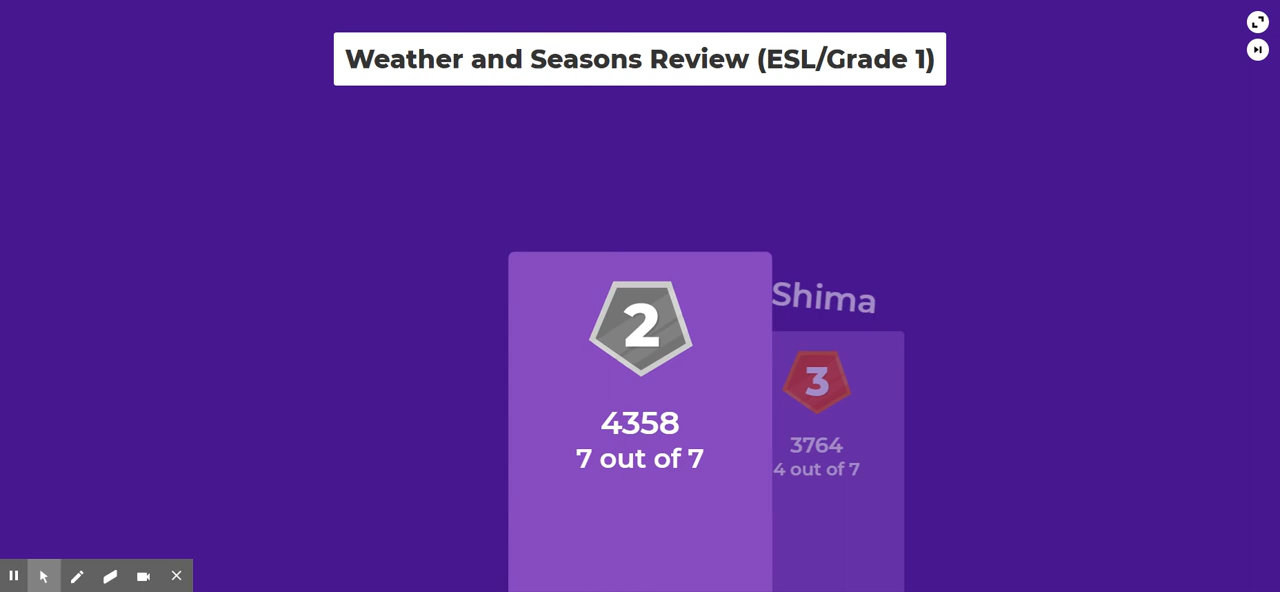 Weather and Seasons Review (ESL/Grade 1)
2
4358
7 out of 7
Shima
3
3764
4 out of 7